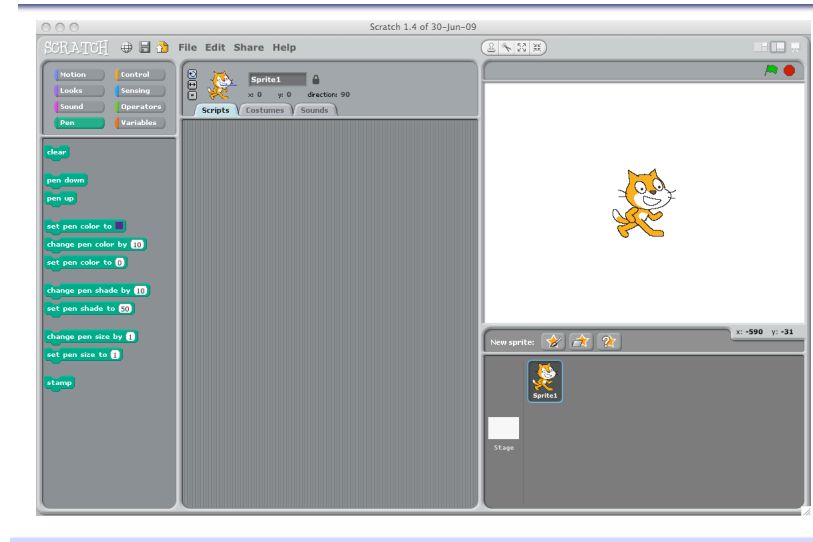 Scratch 1.4 of 30-Jun-09
SCRATCH File Edit Share Help
Motion Control
Looks Sensing
Sound Operators
Pen Variables
Sprite1
x: 0 y: 0 direction: 90
Scripts Costumes Sounds
clear
pen down
pen up
set pen color to
change pen color by 10
set pen color to 0
change pen shade by 10
set pen shade to 50
change pen size by 1
set pen size to 1
stamp
x: -590 y: -31
New sprite:
Sprite1
Stage